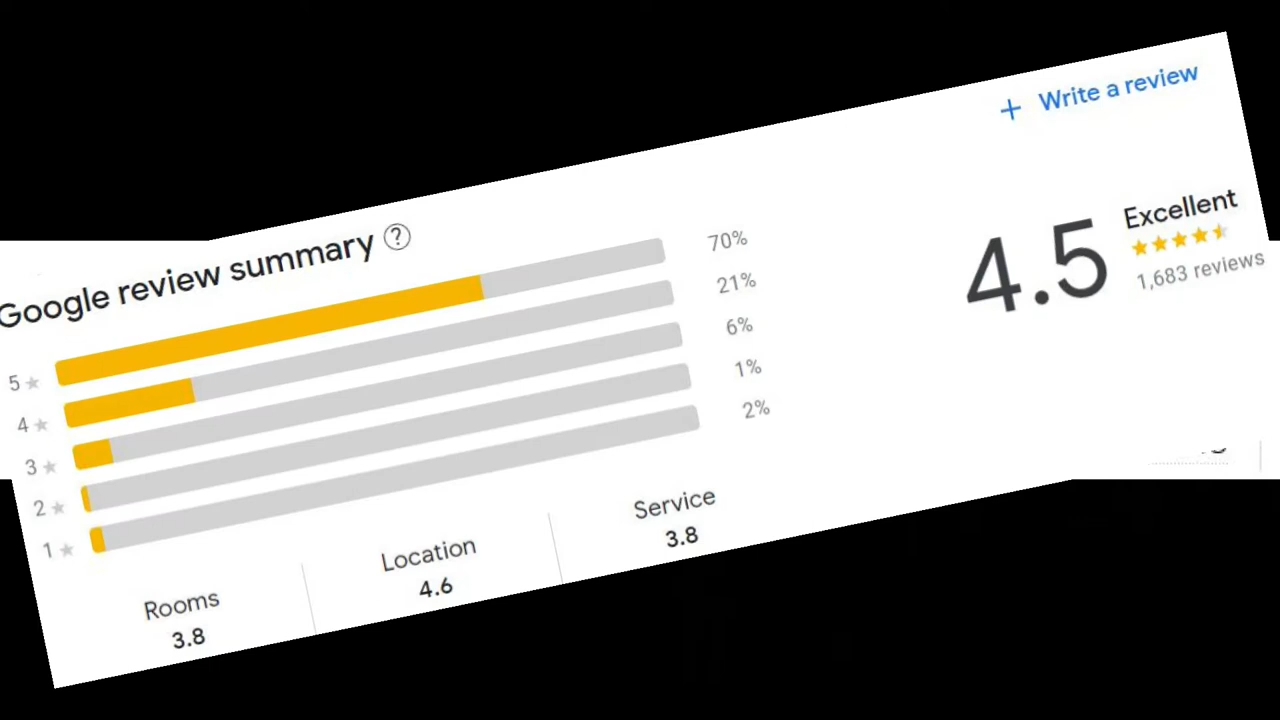 + Write a review
Google review summary ?
5 ★ 70%
4 ★ 21%
3 ★ 6%
2 ★ 1%
1 ★ 2%
4.5
Excellent
1,683 reviews
Rooms
3.8
Location
4.6
Service
3.8